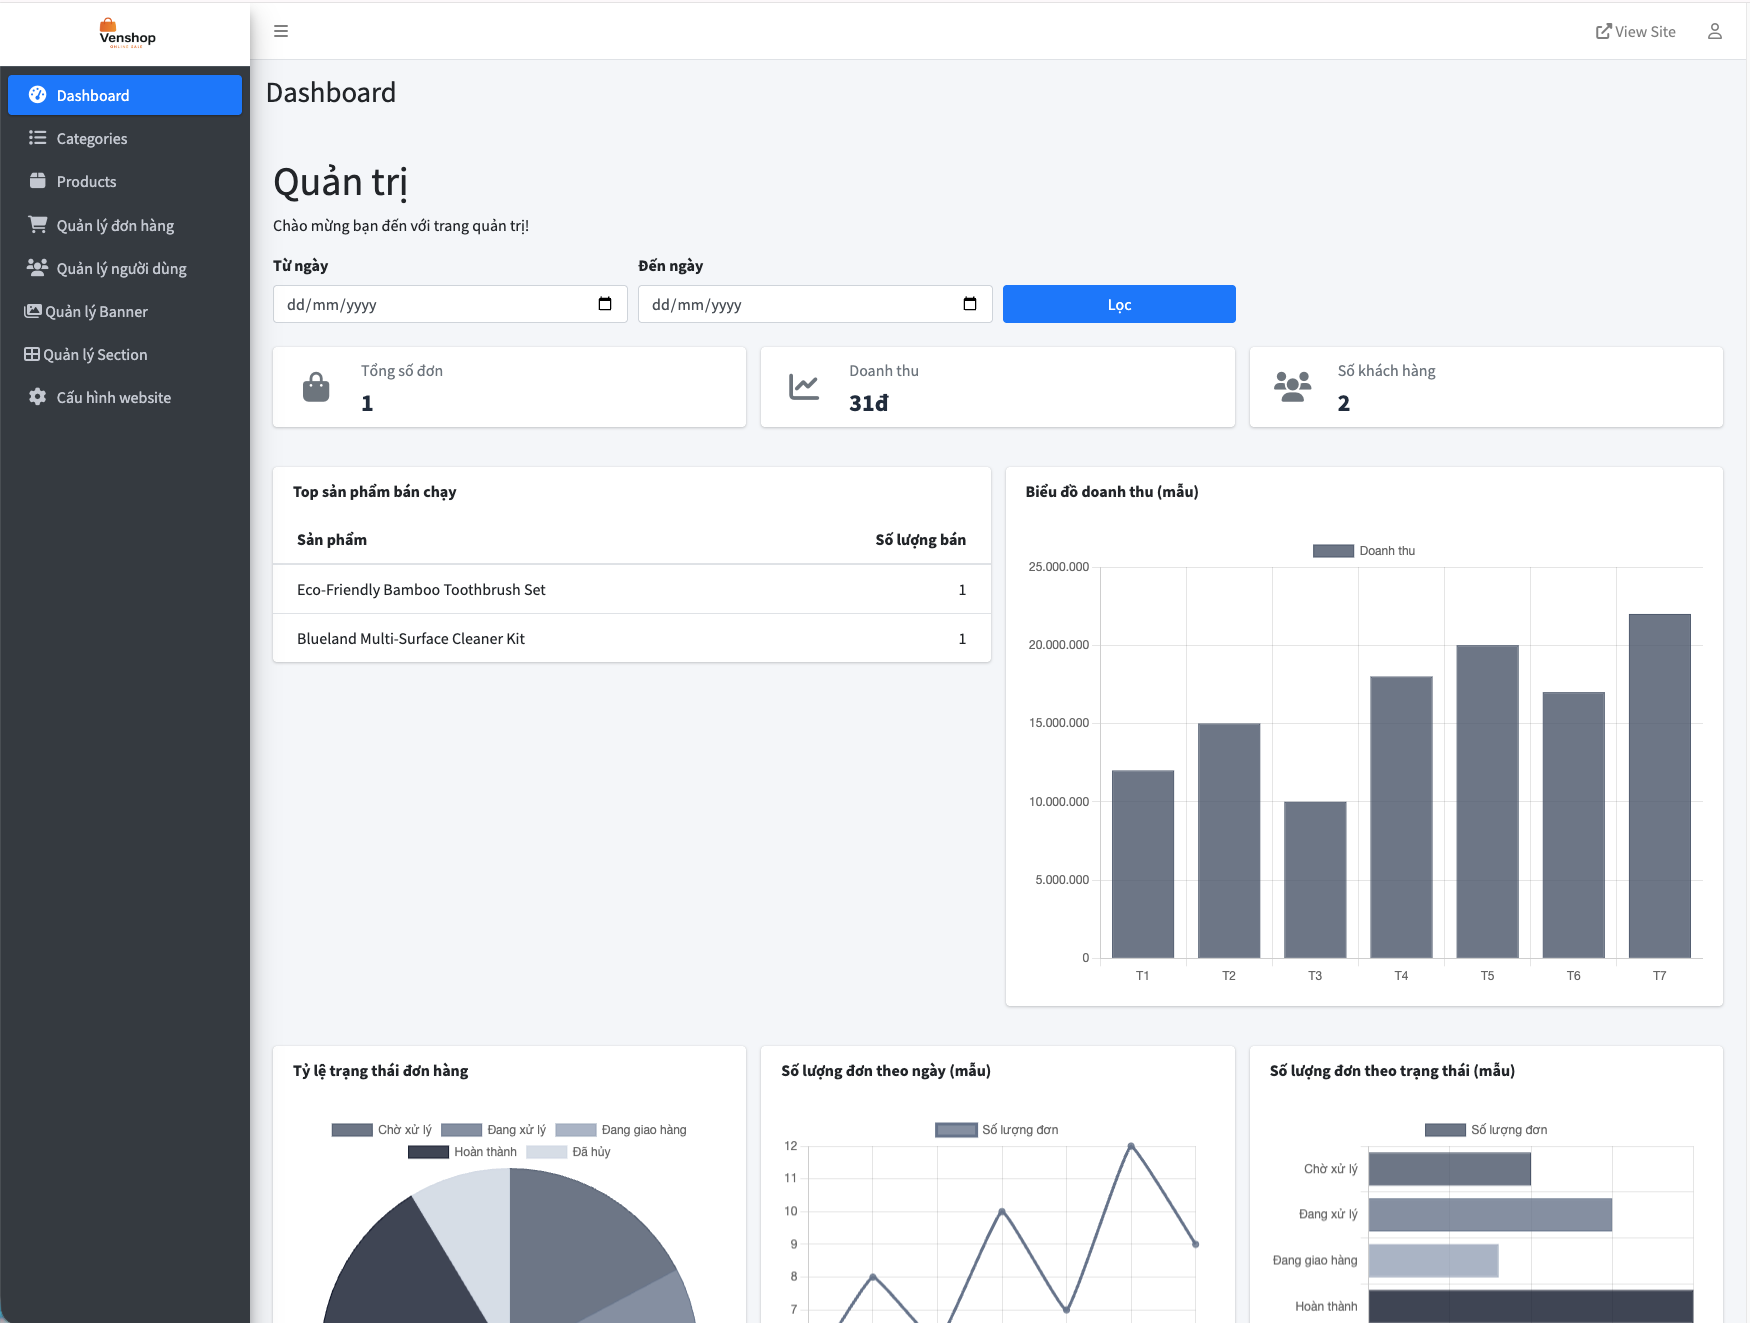 Venshop
ONLINE SALE
View Site
Dashboard
Categories
Products
Quản lý đơn hàng
Quản lý người dùng
Quản lý Banner
Quản lý Section
Cấu hình website
Dashboard
Quản trị
Chào mừng bạn đến với trang quản trị!
Từ ngày
Đến ngày
dd/mm/yyyy
dd/mm/yyyy
Lọc
Tổng số đơn
1
Doanh thu
31đ
Số khách hàng
2
Top sản phẩm bán chạy
Sản phẩm Số lượng bán
Eco-Friendly Bamboo Toothbrush Set 1
Blueland Multi-Surface Cleaner Kit 1
Biểu đồ doanh thu (mẫu)
Doanh thu
25.000.000
20.000.000
15.000.000
10.000.000
5.000.000
0
T1 T2 T3 T4 T5 T6 T7
Tỷ lệ trạng thái đơn hàng
Chờ xử lý Đang xử lý Đang giao hàng
Hoàn thành Đã hủy
Số lượng đơn theo ngày (mẫu)
Số lượng đơn
12
11
10
9
8
7
Số lượng đơn theo trạng thái (mẫu)
Số lượng đơn
Chờ xử lý
Đang xử lý
Đang giao hàng
Hoàn thành